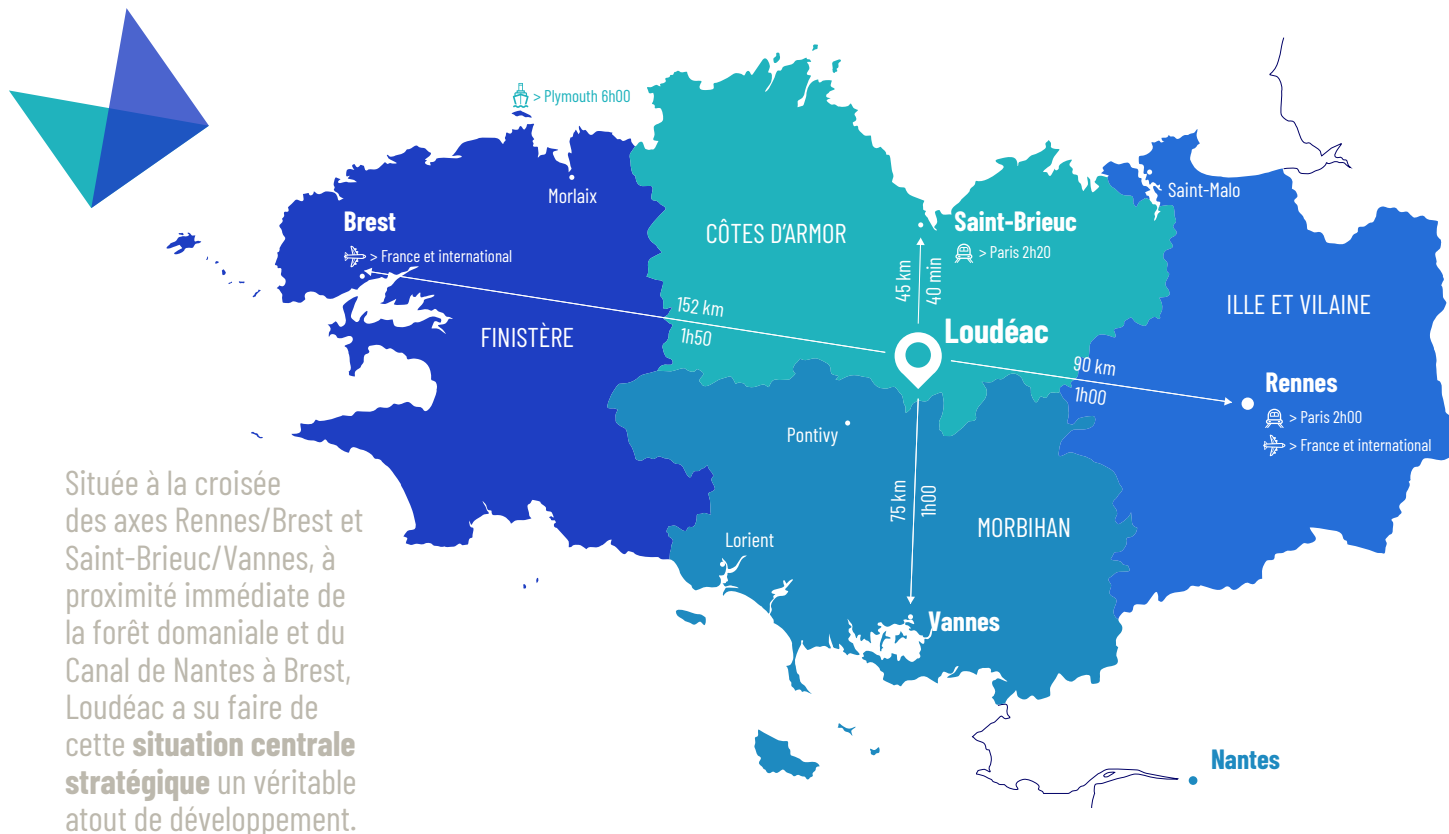 > Plymouth 6h00
Morlaix
Brest
> France et international
FINISTÈRE
CÔTES D'ARMOR
Saint-Brieuc
> Paris 2h20
45 km
40 min
152 km
1h50
Loudéac
Saint-Malo
ILLE ET VILAINE
90 km
1h00
Rennes
> Paris 2h00
> France et international
Pontivy
75 km
1h00
MORBIHAN
Lorient
Vannes
Nantes
Située à la croisée
des axes Rennes/Brest et
Saint-Brieuc/Vannes, à
proximité immédiate de
la forêt domaniale et du
Canal de Nantes à Brest,
Loudéac a su faire de
cette situation centrale
stratégique un véritable
atout de développement.